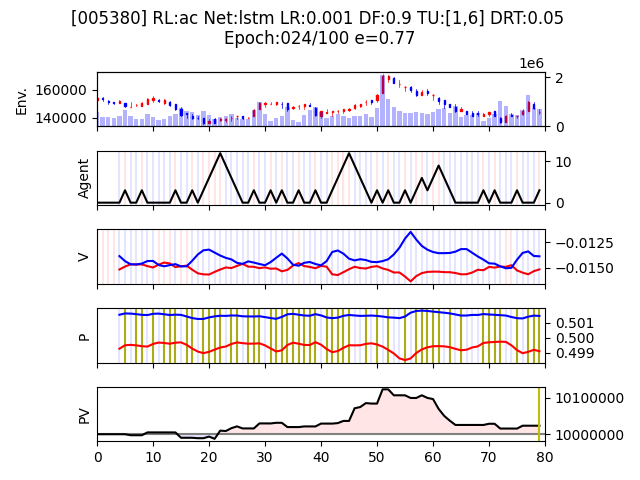 [005380] RL:ac Net:lstm LR:0.001 DF:0.9 TU:[1,6] DRT:0.05
Epoch:024/100 e=0.77
1e6
Env.
160000
140000
2
0
Agent
10
0
V
−0.0125
−0.0150
P
0.501
0.500
0.499
PV
10100000
10000000
0 10 20 30 40 50 60 70 80